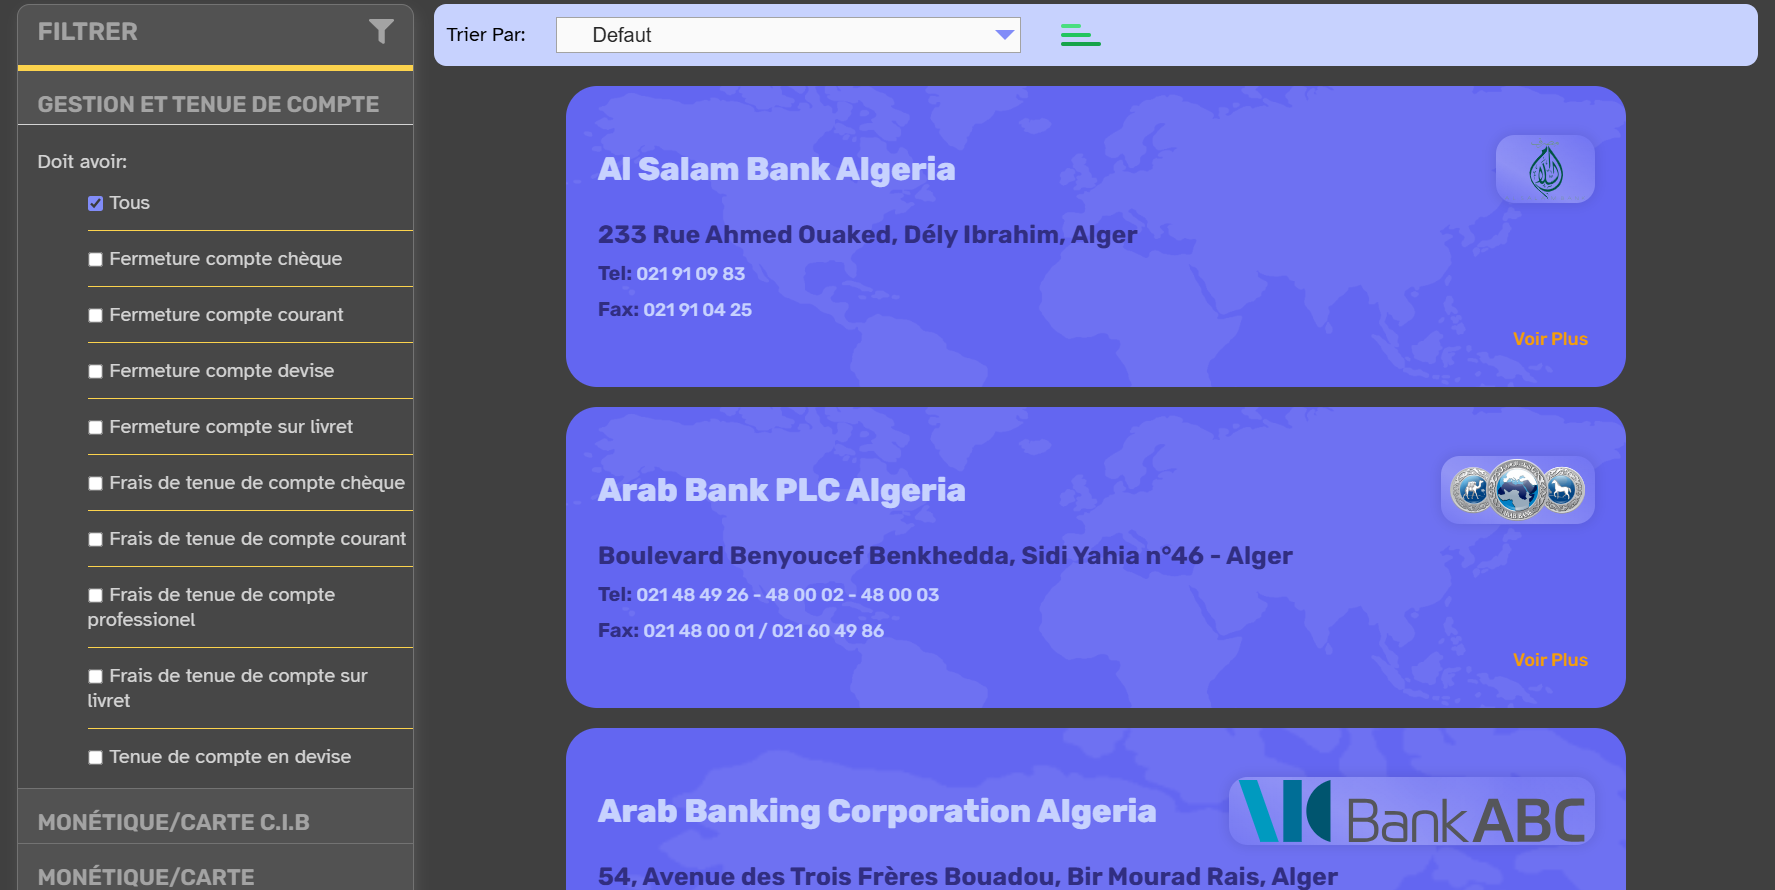 FILTRER
GESTION ET TENUE DE COMPTE
Doit avoir:
Tous
Fermeture compte chèque
Fermeture compte courant
Fermeture compte devise
Fermeture compte sur livret
Frais de tenue de compte chèque
Frais de tenue de compte courant
Frais de tenue de compte
professionel
Frais de tenue de compte sur
livret
Tenue de compte en devise
MONÉTIQUE/CARTE C.I.B
MONÉTIQUE/CARTE
Trier Par:
Defaut
Al Salam Bank Algeria
233 Rue Ahmed Ouaked, Dély Ibrahim, Alger
Tel: 021 91 09 83
Fax: 021 91 04 25
Voir Plus
Arab Bank PLC Algeria
ARAB BANK
Boulevard Benyoucef Benkhedda, Sidi Yahia n°46 - Alger
Tel: 021 48 49 26 - 48 00 02 - 48 00 03
Fax: 021 48 00 01 / 021 60 49 86
Voir Plus
Arab Banking Corporation Algeria
Bank ABC
54, Avenue des Trois Frères Bouadou, Bir Mourad Rais, Alger